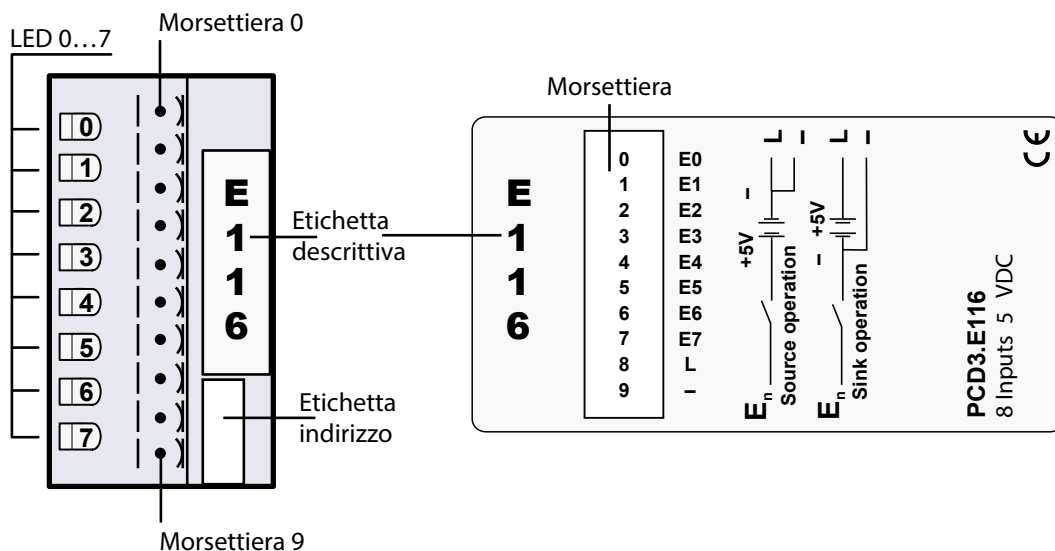 Morsettiera 0
LED 0...7
0
1
2
3
4
5
6
7
E
1
1
6
Etichetta
descrittiva
Etichetta
indirizzo
Morsettiera 9
Morsettiera
E
1
1
6
0 E0
1 E1
2 E2
3 E3
4 E4
5 E5
6 E6
7 E7
8 L
9 –
L –
–
+5V
En
Source operation
L –
+5V
–
En
Sink operation
PCD3.E116
8 Inputs 5 VDC
CE